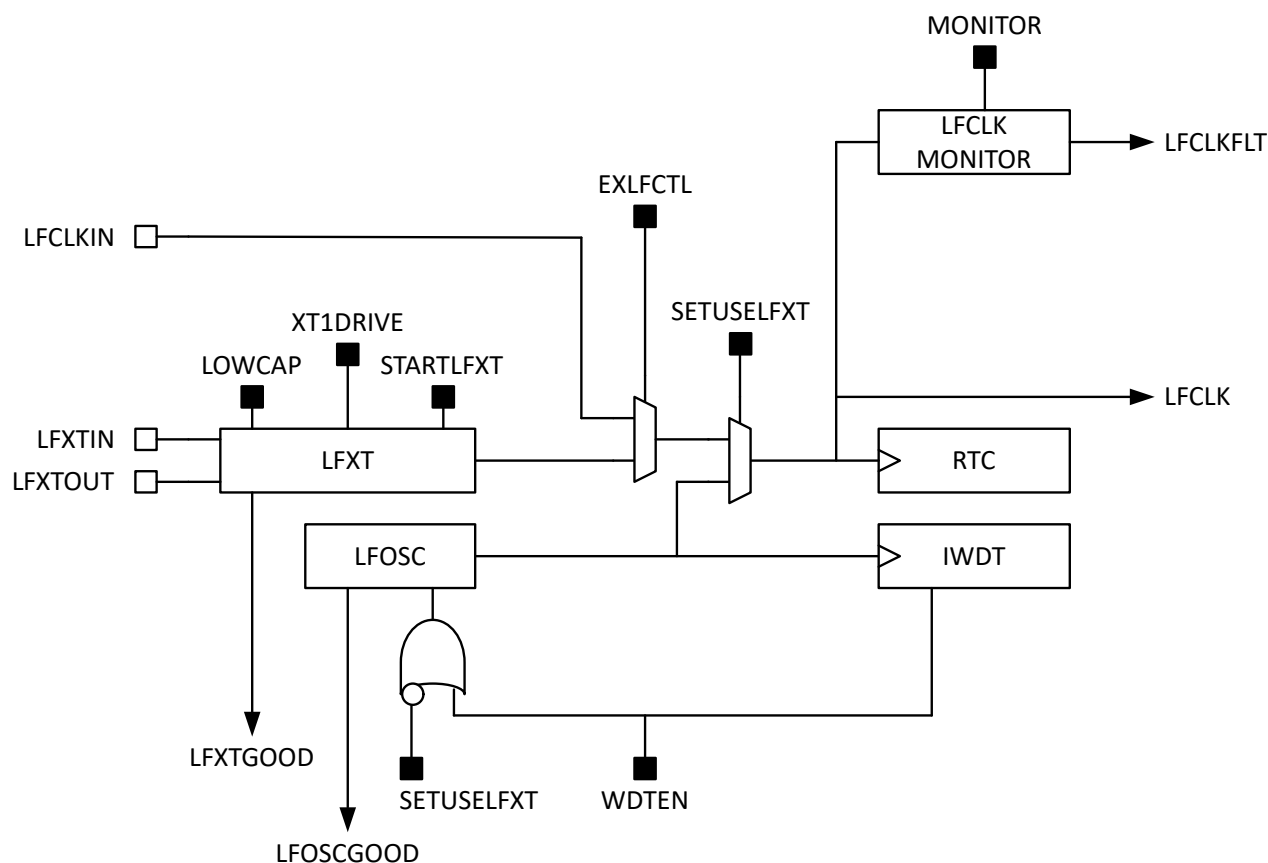 MONITOR
LFCLK
MONITOR
LFCLKFLT
EXLFCTL
LFCLKIN
SETUSELFXT
XT1DRIVE
LOWCAP
STARTLFXT
LFCLK
LFXTIN
LFXT
RTC
LFXTOUT
LFOSC
IWDT
LFXTGOOD
SETUSELFXT
WDTEN
LFOSCGOOD